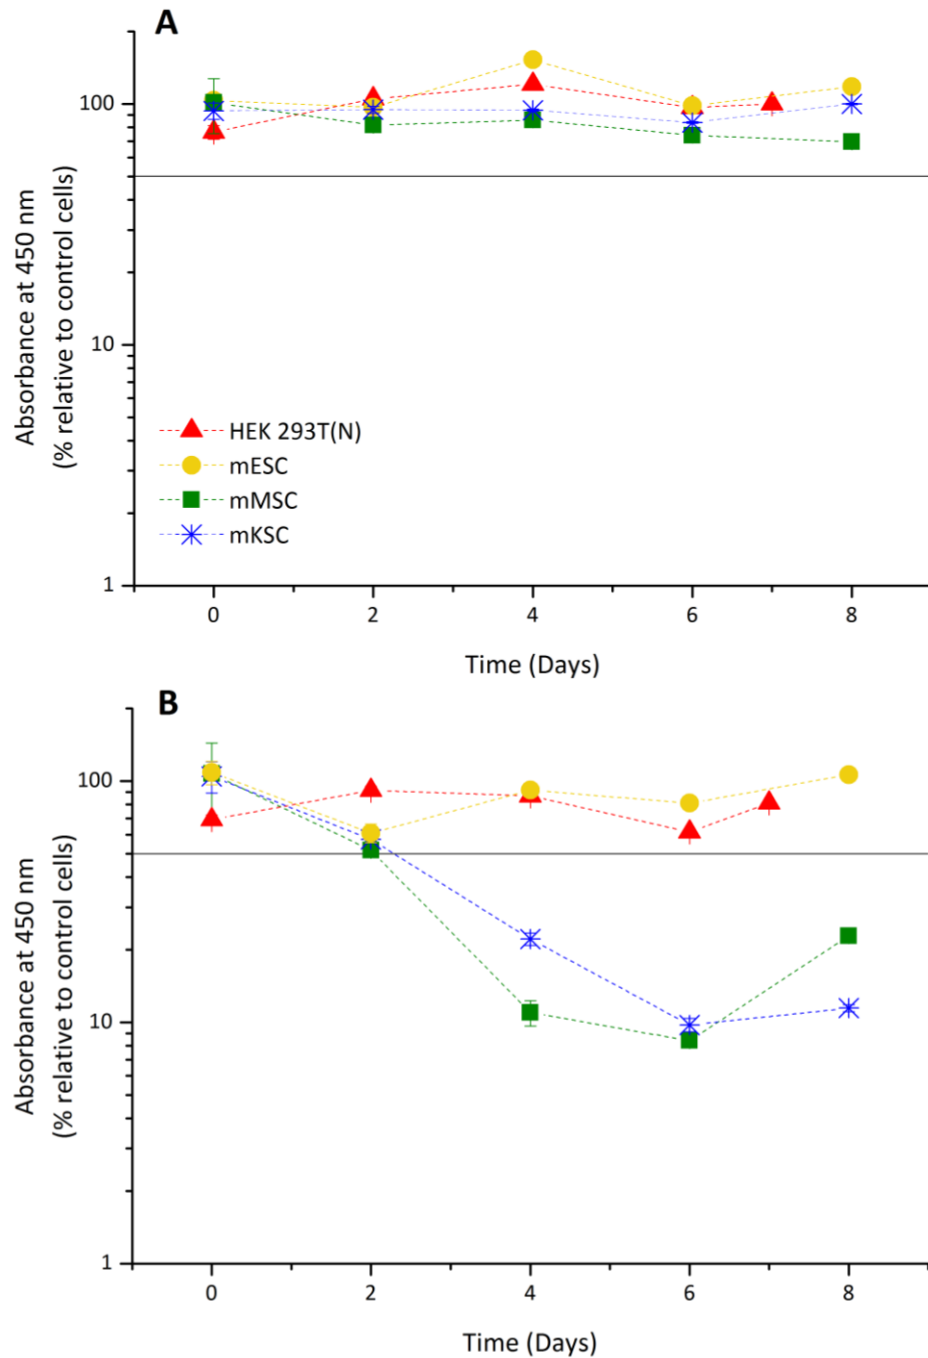 A
Absorbance at 450 nm
(% relative to control cells)
100
10
1
HEK 293T(N)
mESC
mMSC
mKSC
0 2 4 6 8
Time (Days)
B
Absorbance at 450 nm
(% relative to control cells)
100
10
1
0 2 4 6 8
Time (Days)